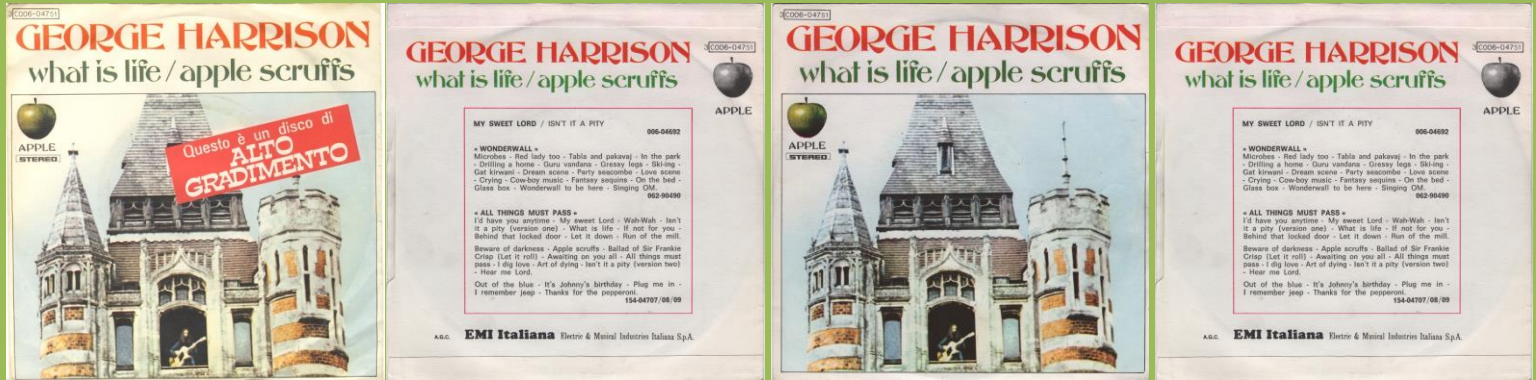 3C006-04751
GEORGE HARRISON
what is life/apple scruffs
APPLE
STEREO
Questo è un disco di
ALTO
GRADIMENTO
GEORGE HARRISON
3C006-04751
what is life/apple scruffs
APPLE
MY SWEET LORD / ISN'T IT A PITY
006-04692
« WONDERWALL »
Microbes - Red lady too - Tabla and pakavaj - In the park
- Drilling a home - Guru vandana - Gressy legs - Ski-ing -
Gat kirwani - Dream scene - Party seacombe - Love scene
- Crying - Cow-boy music - Fantasy sequins - On the bed -
Glass box - Wonderwall to be here - Singing OM.
062-90490
« ALL THINGS MUST PASS »
I'd have you anytime - My sweet Lord - Wah-Wah - Isn't
it a pity (version one) - What is life - If not for you -
Behind that locked door - Let it down - Run of the mill.
Beware of darkness - Apple scruffs - Ballad of Sir Frankie
Crisp (Let it roll) - Awaiting on you all - All things must
pass - I dig love - Art of dying - Isn't it a pity (version two)
- Hear me Lord.
Out of the blue - It's Johnny's birthday - Plug me in -
I remember jeep - Thanks for the pepperoni.
154-04707/08/09
A.G.C. EMI Italiana Electric & Musical Industries Italiana S.p.A.
3C006-04751
GEORGE HARRISON
what is life/apple scruffs
APPLE
STEREO
GEORGE HARRISON
3C006-04751
what is life/apple scruffs
APPLE
MY SWEET LORD / ISN'T IT A PITY
006-04692
« WONDERWALL »
Microbes - Red lady too - Tabla and pakavaj - In the park
- Drilling a home - Guru vandana - Gressy legs - Ski-ing -
Gat kirwani - Dream scene - Party seacombe - Love scene
- Crying - Cow-boy music - Fantasy sequins - On the bed -
Glass box - Wonderwall to be here - Singing OM.
062-90490
« ALL THINGS MUST PASS »
I'd have you anytime - My sweet Lord - Wah-Wah - Isn't
it a pity (version one) - What is life - If not for you -
Behind that locked door - Let it down - Run of the mill.
Beware of darkness - Apple scruffs - Ballad of Sir Frankie
Crisp (Let it roll) - Awaiting on you all - All things must
pass - I dig love - Art of dying - Isn't it a pity (version two)
- Hear me Lord.
Out of the blue - It's Johnny's birthday - Plug me in -
I remember jeep - Thanks for the pepperoni.
154-04707/08/09
A.G.C. EMI Italiana Electric & Musical Industries Italiana S.p.A.